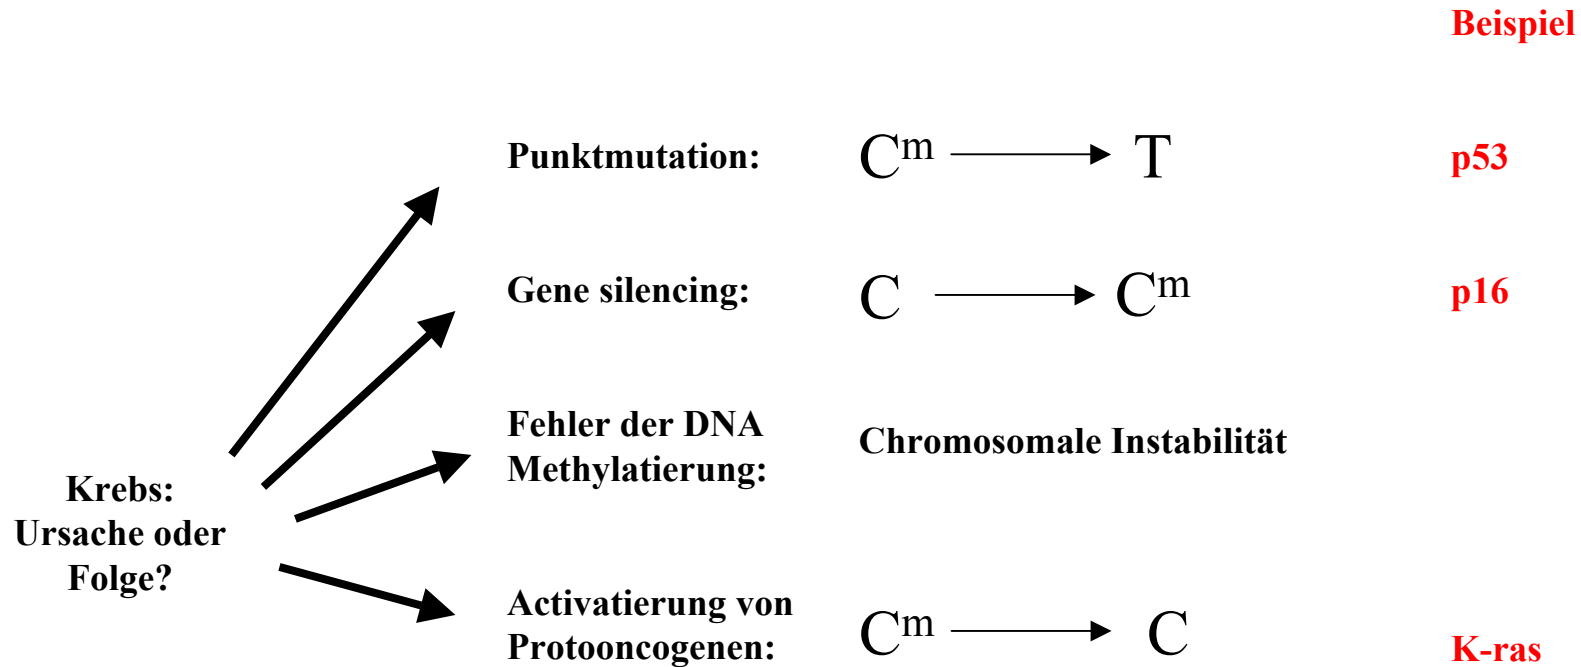 Beispiel
Punktmutation: Cm T p53
Gene silencing: C Cm p16
Fehler der DNA
Methylatierung:
Chromosomale Instabilität
Krebs:
Ursache oder
Folge?
Activatierung von
Protooncogenen:
Cm C
K-ras